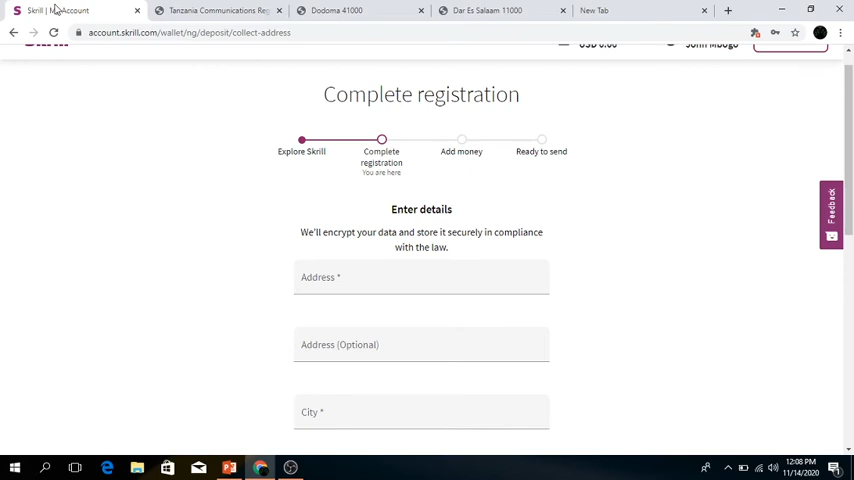 Skrill | My Account
Tanzania Communications Reg
Dodoma 41000
Dar Es Salaam 11000
New Tab
account.skrill.com/wallet/ng/deposit/collect-address
USD 0.00
John Mbogo
Complete registration
Explore Skrill
Complete registration
You are here
Add money
Ready to send
Enter details
We'll encrypt your data and store it securely in compliance
with the law.
Address *
Address (Optional)
City *
Feedback
12:08 PM
11/14/2020